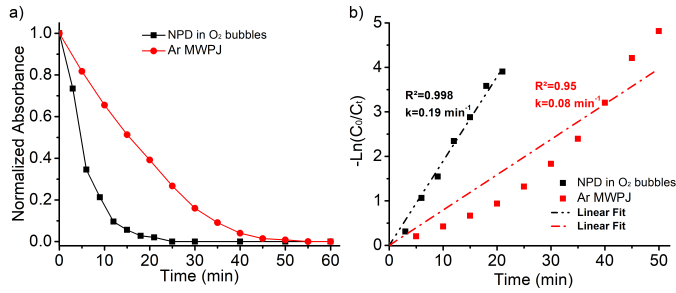 a)
NPD in O₂ bubbles
Ar MWPJ
Normalized Absorbance
1.0
0.8
0.6
0.4
0.2
0.0
0 10 20 30 40 50 60
Time (min)
b)
R²=0.998
k=0.19 min⁻¹
R²=0.95
k=0.08 min⁻¹
-Ln(C₀/Cₜ)
5
4
3
2
1
0
NPD in O₂ bubbles
Ar MWPJ
Linear Fit
Linear Fit
0 10 20 30 40 50
Time (min)